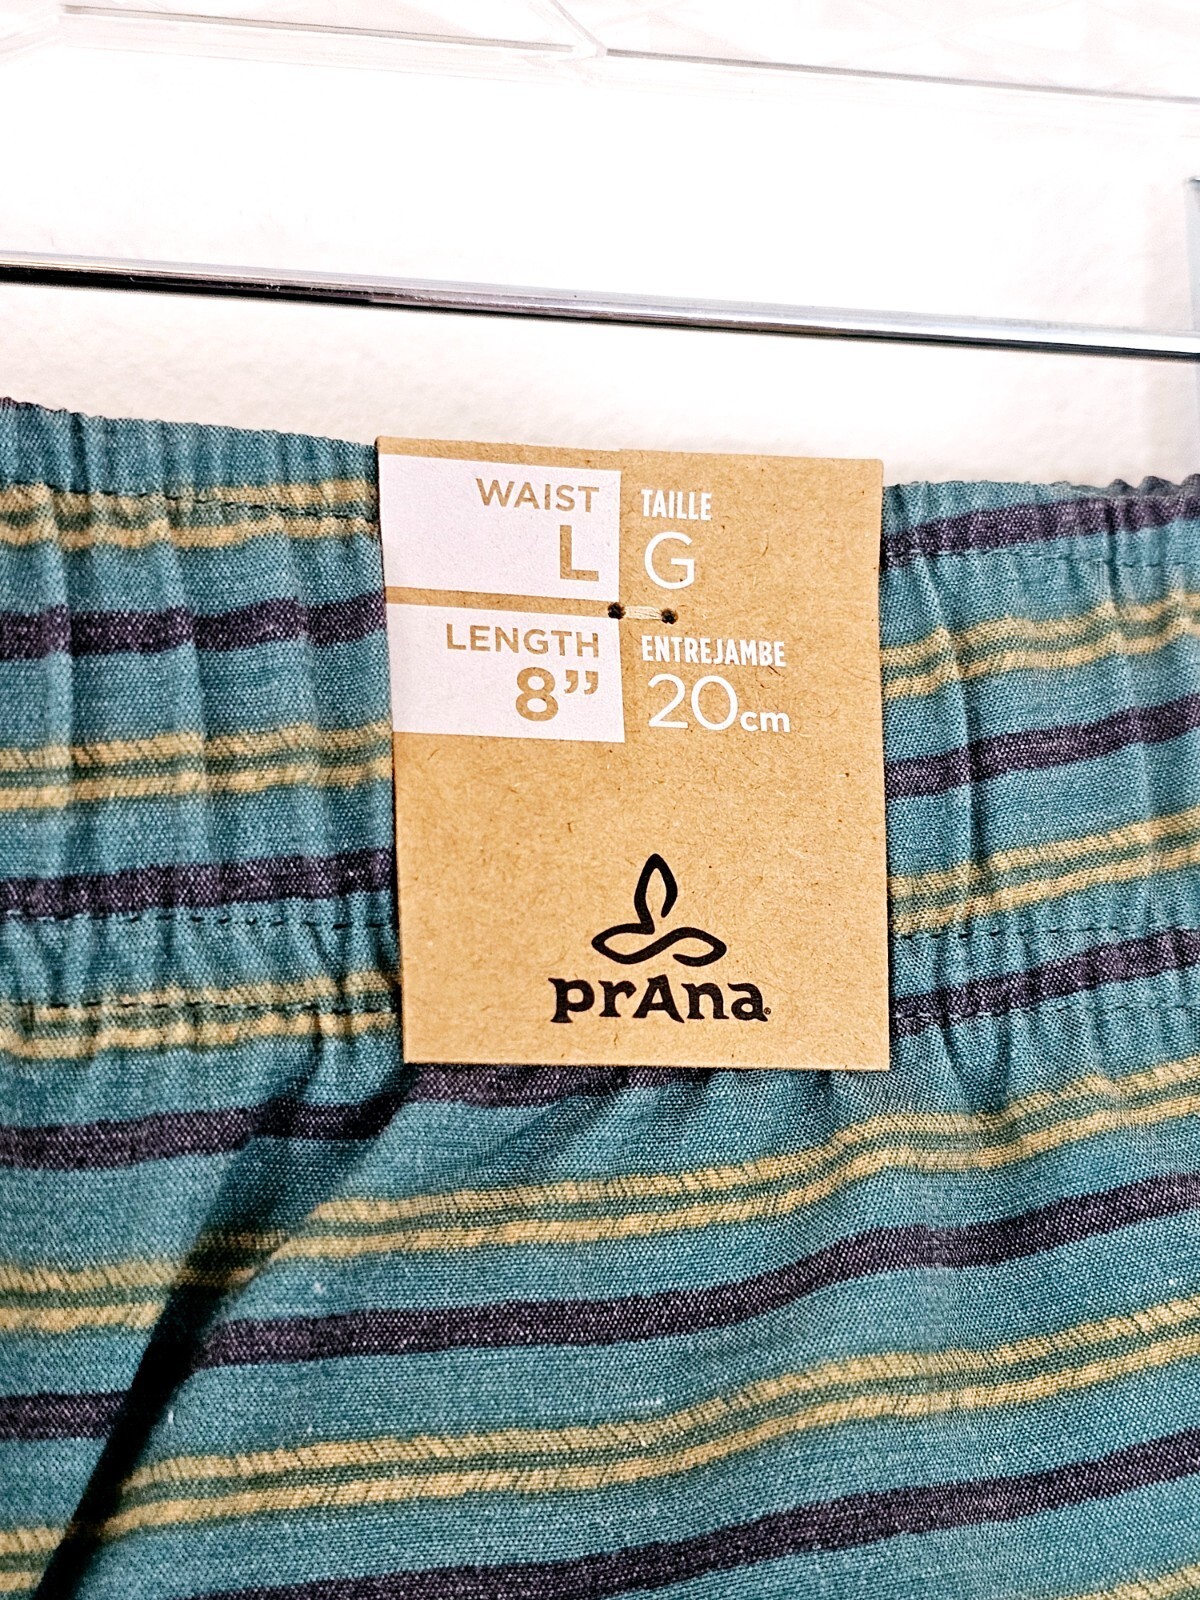 WAIST
L
LENGTH
8”
TAILLE
G
ENTREJAMBE
20cm
prAna®